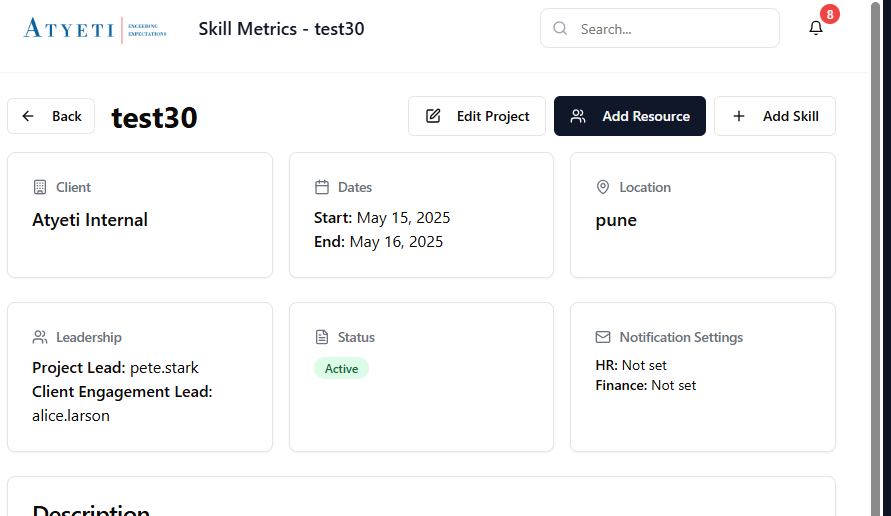 ATYETI EXCEEDING EXPECTATIONS
Skill Metrics - test30
Search...
8
Back
test30
Edit Project
Add Resource
Add Skill
Client
Atyeti Internal
Dates
Start: May 15, 2025
End: May 16, 2025
Location
pune
Leadership
Project Lead: pete.stark
Client Engagement Lead:
alice.larson
Status
Active
Notification Settings
HR: Not set
Finance: Not set
Description